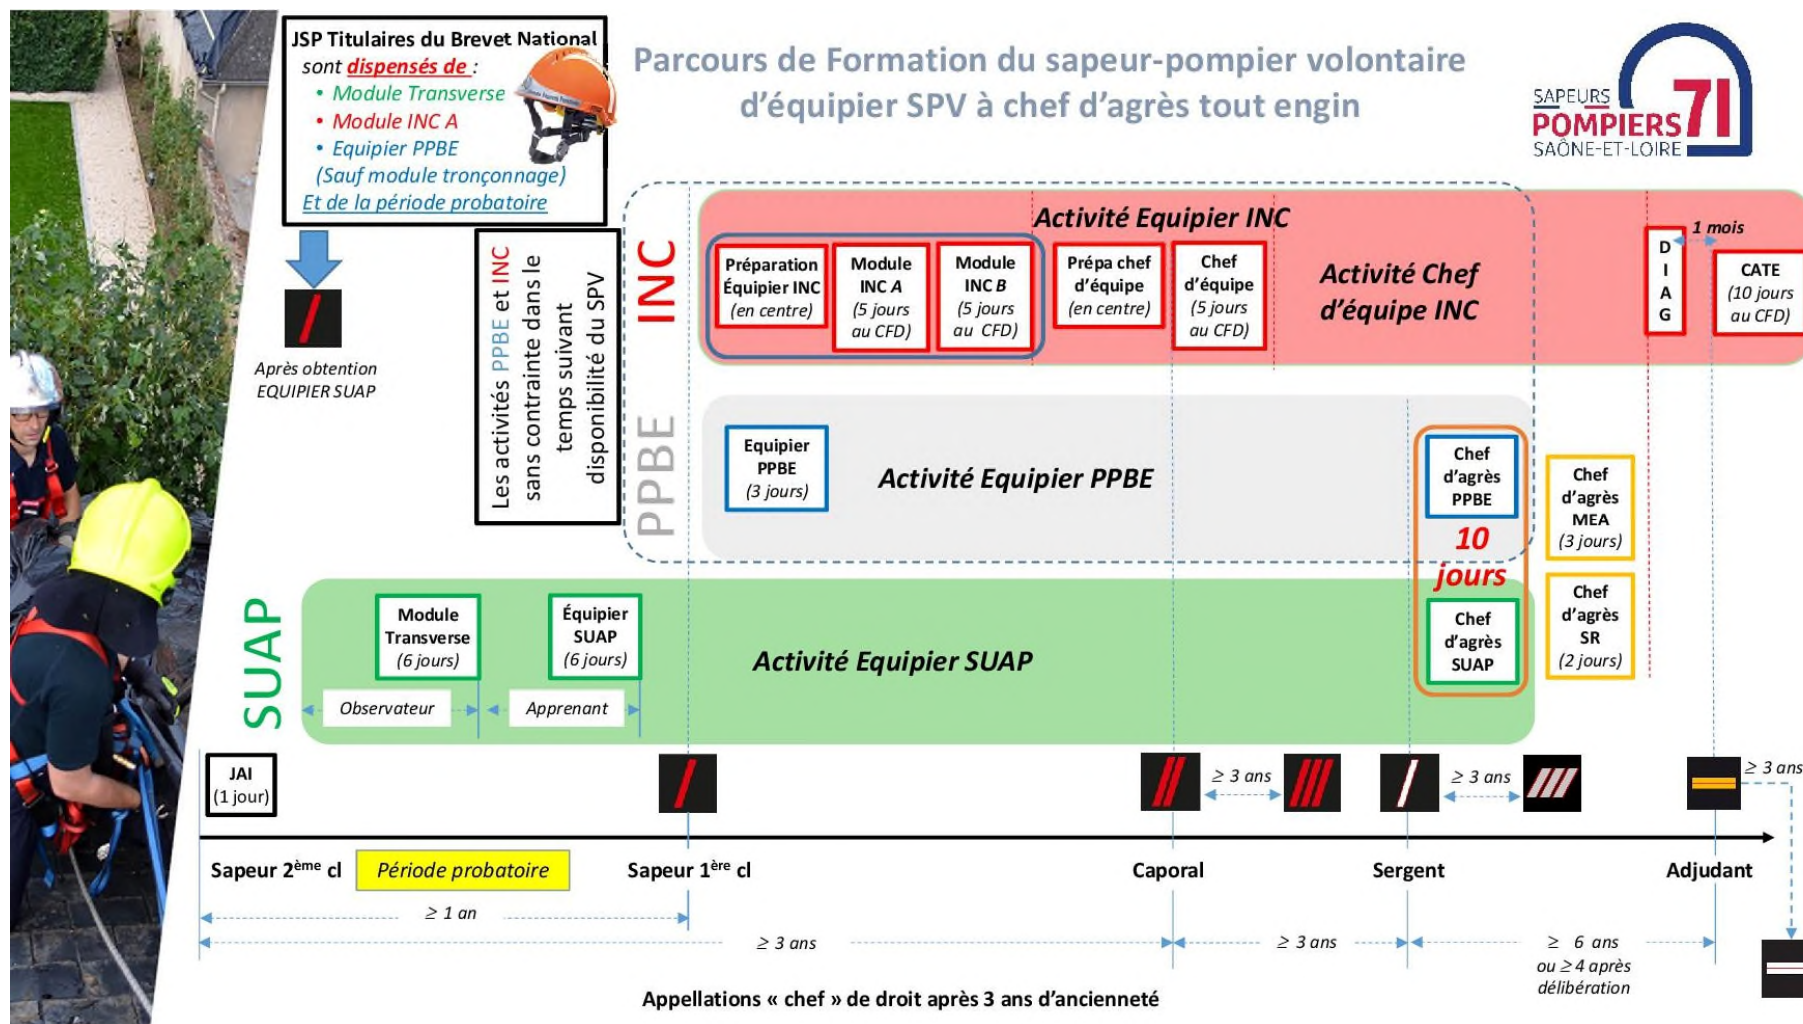 JSP Titulaires du Brevet National
sont dispensés de :
• Module Transverse
• Module INC A
• Equipier PPBE
(Sauf module tronçonnage)
Et de la période probatoire
Après obtention
EQUIPIER SUAP
Parcours de Formation du sapeur-pompier volontaire
d'équipier SPV à chef d'agrès tout engin
SAPEURS
POMPIERS 71
SAÔNE-ET-LOIRE
Les activités PPBE et INC
sans contrainte dans le
temps suivant
disponibilité du SPV
INC
Activité Equipier INC
Préparation
Équipier INC
(en centre)
Module
INC A
(5 jours
au CFD)
Module
INC B
(5 jours
au CFD)
Prépa chef
d'équipe
(en centre)
Chef
d'équipe
(5 jours
au CFD)
Activité Chef
d'équipe INC
D
I
A
G
1 mois
CATE
(10 jours
au CFD)
PPBE
Equipier
PPBE
(3 jours)
Activité Equipier PPBE
Chef
d'agrès
PPBE
10
jours
Chef
d'agrès
SUAP
Chef
d'agrès
MEA
(3 jours)
Chef
d'agrès
SR
(2 jours)
SUAP
Module
Transverse
(6 jours)
Équipier
SUAP
(6 jours)
Activité Equipier SUAP
Observateur
Apprenant
JAI
(1 jour)
≥ 3 ans
≥ 3 ans
≥ 3 ans
Sapeur 2ème cl
Période probatoire
Sapeur 1ère cl
Caporal
Sergent
Adjudant
≥ 1 an
≥ 3 ans
≥ 3 ans
≥ 6 ans
ou ≥ 4 après
délibération
Appellations « chef » de droit après 3 ans d'ancienneté